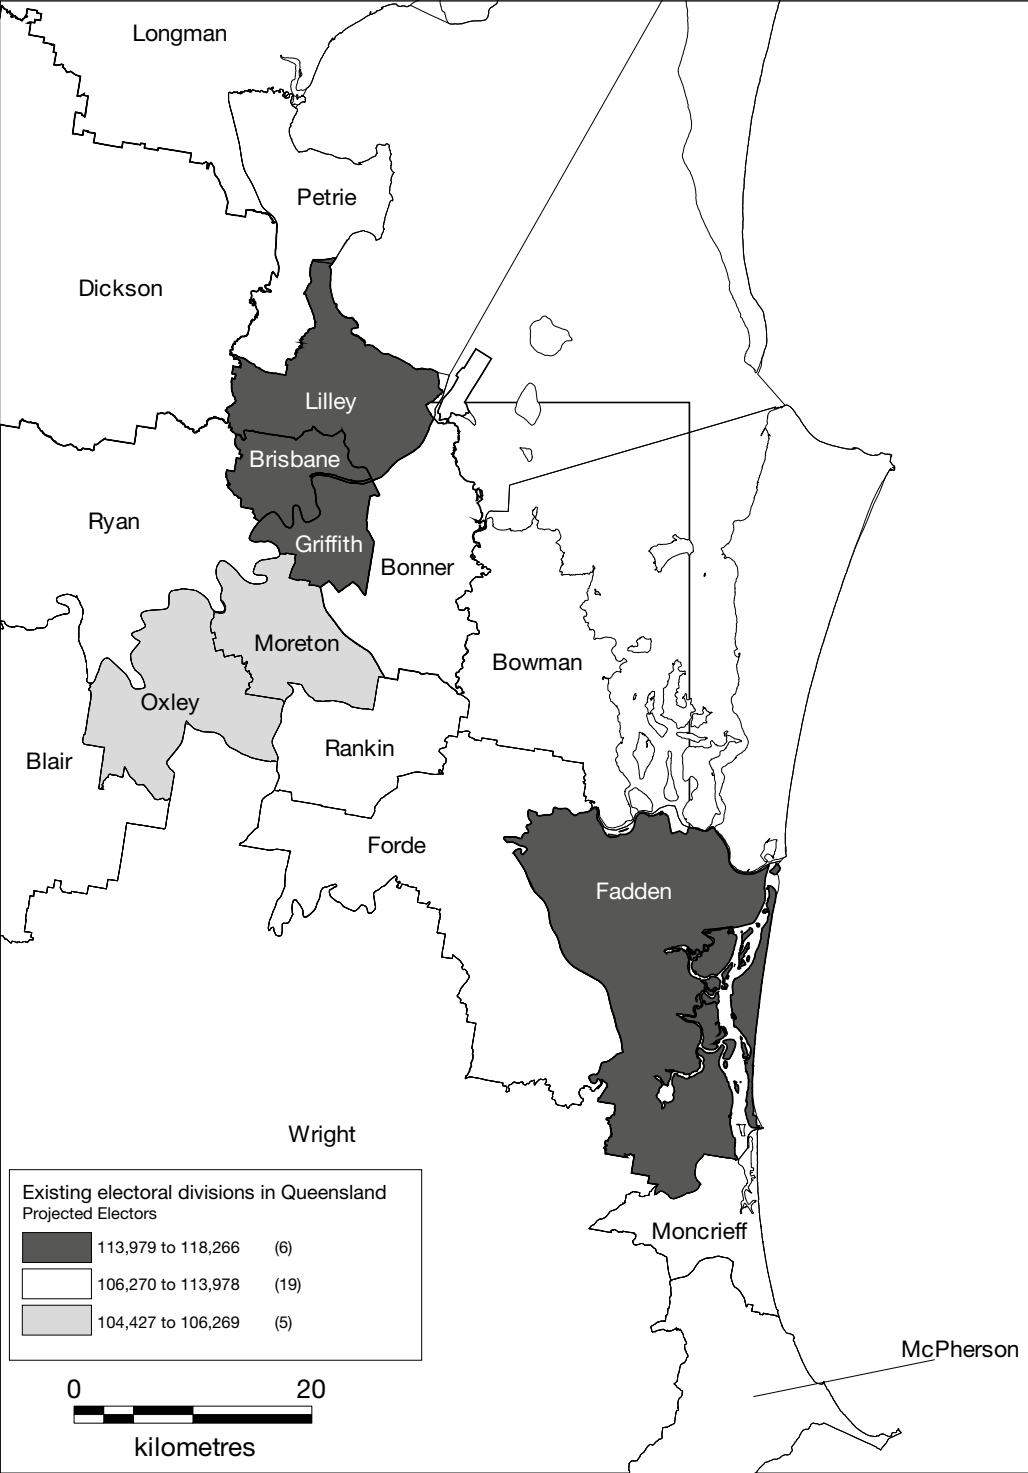 Longman
Petrie
Dickson
Lilley
Brisbane
Ryan
Griffith
Bonner
Moreton
Bowman
Oxley
Rankin
Blair
Forde
Fadden
Wright
Existing electoral divisions in Queensland
Projected Electors
113,979 to 118,266 (6)
106,270 to 113,978 (19)
104,427 to 106,269 (5)
Moncrieff
McPherson
0 20
kilometres